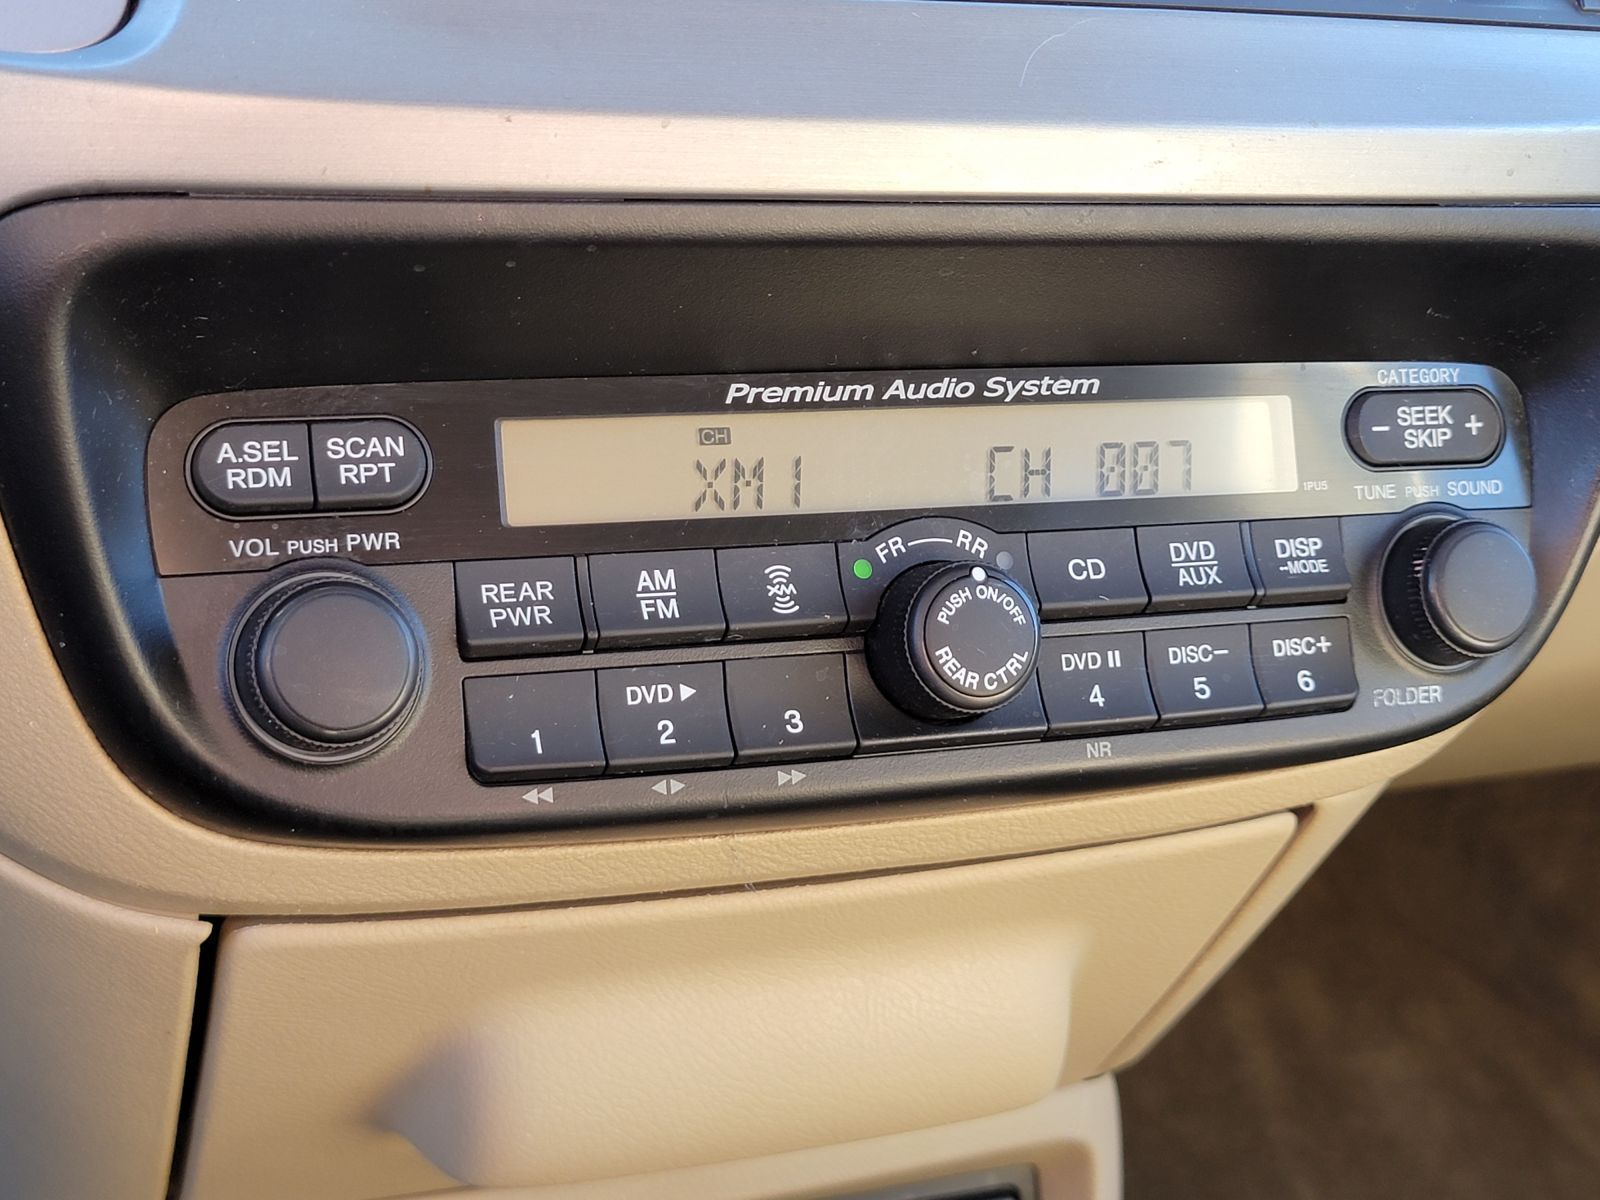 Premium Audio System
CATEGORY
A.SEL
RDM
SCAN
RPT
CH
XM1 CH 007
- SEEK
SKIP +
1PU5
TUNE PUSH SOUND
VOL PUSH PWR
FR RR
REAR
PWR
AM
FM
XM
CD
DVD
AUX
DISP
MODE
PUSH ON/OFF
REAR CTRL
1
DVD ▶
2
3
DVD II
4
DISC-
5
DISC+
6
FOLDER
NR